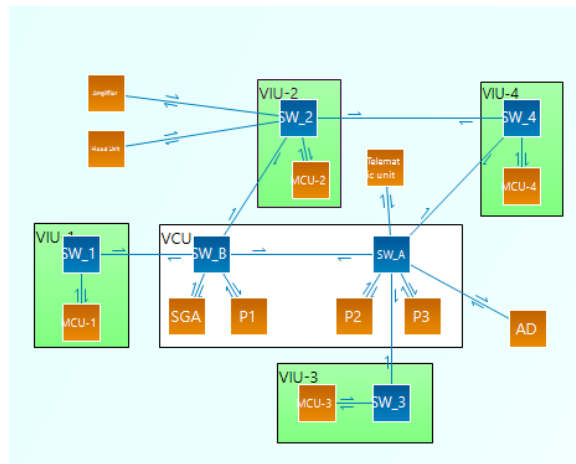 VIU-2
VIU-4
Amplifier
SW_2
SW_4
Head Unit
Telemat
ic unit
MCU-2
MCU-4
VIU-1
VCU
SW_1
SW_B
SW_A
MCU-1
SGA
P1
P2
P3
AD
VIU-3
MCU-3
SW_3